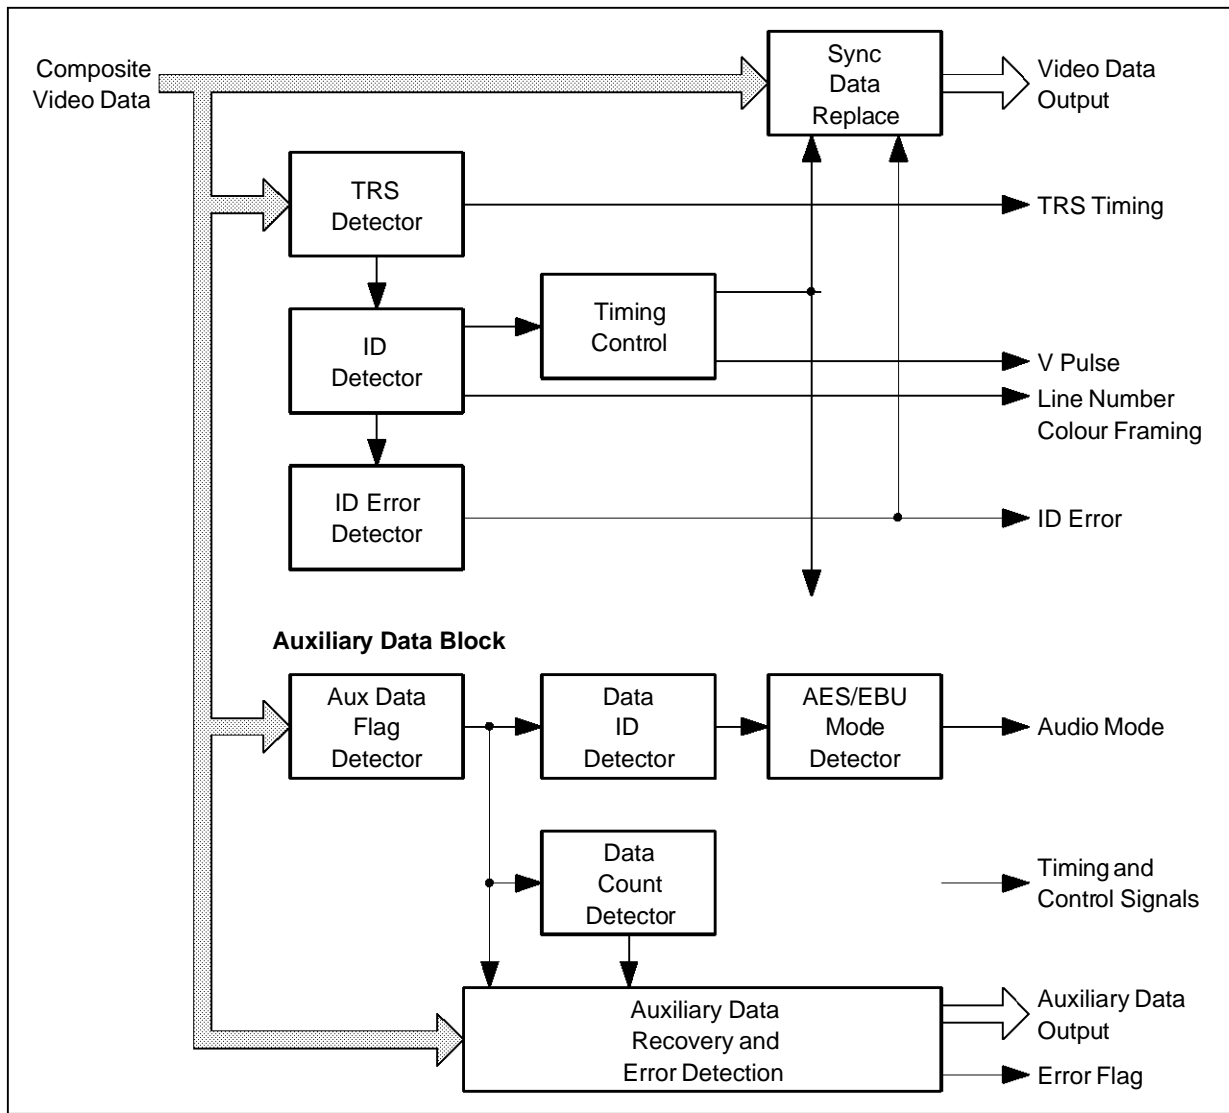 Composite
Video Data
Sync
Data
Replace
Video Data
Output
TRS
Detector
TRS Timing
ID
Detector
Timing
Control
V Pulse
Line Number
Colour Framing
ID Error
Detector
ID Error
Auxiliary Data Block
Aux Data
Flag
Detector
Data
ID
Detector
AES/EBU
Mode
Detector
Audio Mode
Data
Count
Detector
Timing and
Control Signals
Auxiliary Data
Recovery and
Error Detection
Auxiliary Data
Output
Error Flag